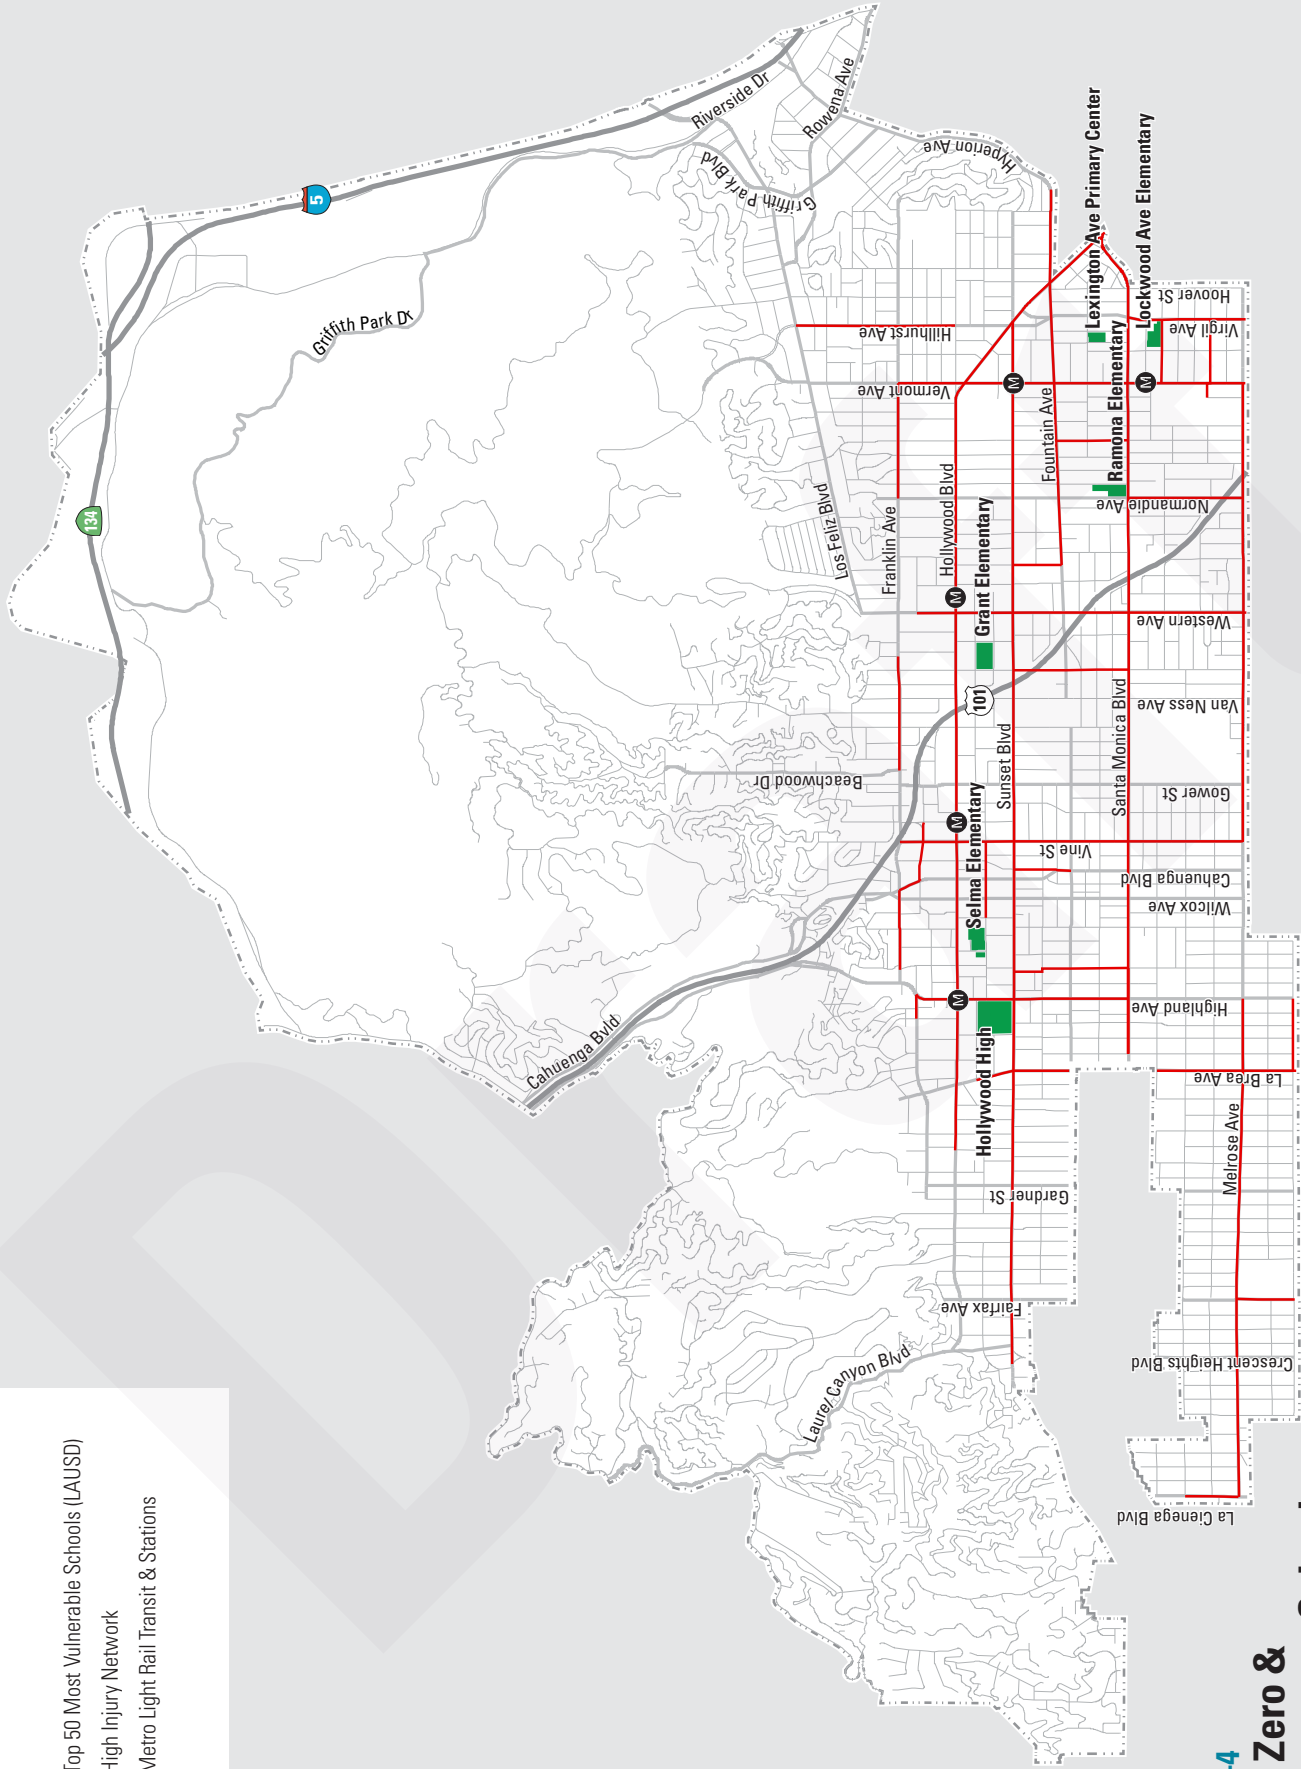 Top 50 Most Vulnerable Schools (LAUSD)
High Injury Network
Metro Light Rail Transit & Stations
134
5
Griffith Park Dr
Riverside Dr
Rowena Ave
Griffith Park Blvd
Hyperion Ave
Los Feliz Blvd
Hillhurst Ave
Vermont Ave
Franklin Ave
Hollywood Blvd
Fountain Ave
Lexington Ave Primary Center
Lockwood Ave Elementary
Hoover St
Virgil Ave
Ramona Elementary
Normandie Ave
Grant Elementary
Western Ave
101
Van Ness Ave
Santa Monica Blvd
Sunset Blvd
Beachwood Dr
Gower St
Selma Elementary
Vine St
Cahuenga Blvd
Wilcox Ave
Highland Ave
Hollywood High
Cahuenga Bvld
La Brea Ave
Melrose Ave
Gardner St
Fairfax Ave
Laurel Canyon Blvd
Crescent Heights Blvd
La Cienega Blvd
M
M
M
M
M
Zero &